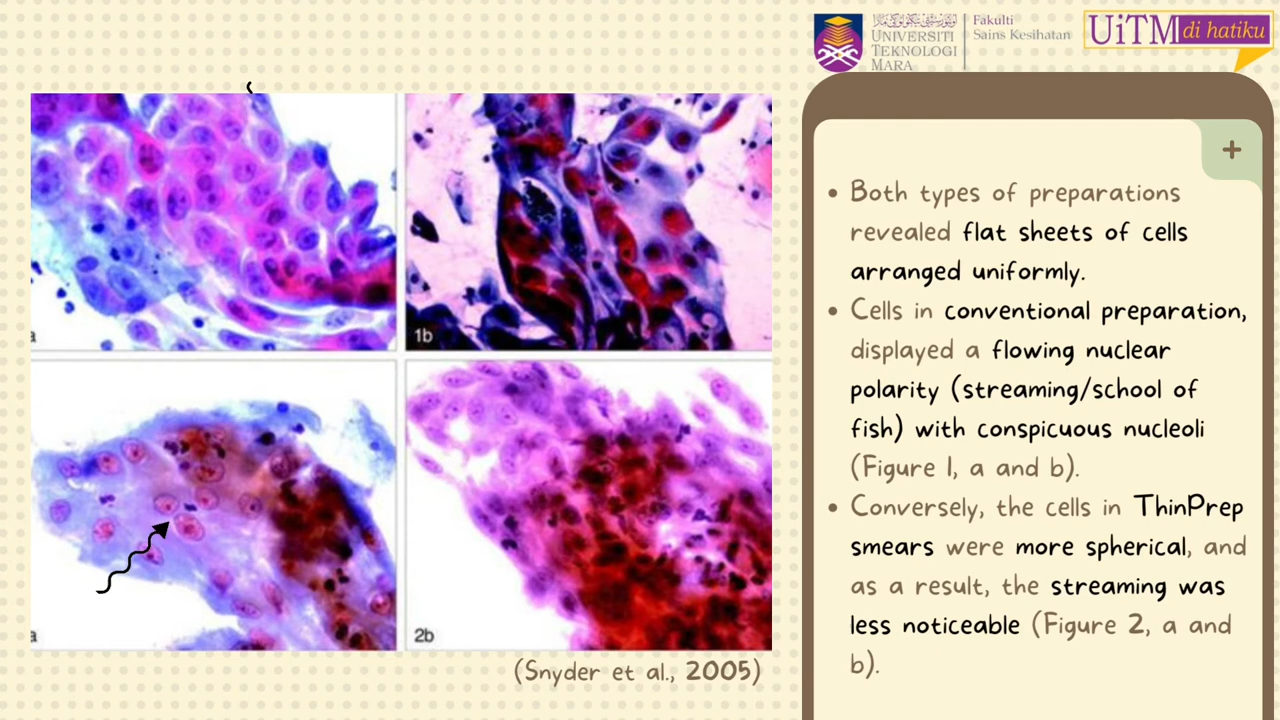 UNIVERSITI
TEKNOLOGI
MARA
Fakulti
Sains Kesihatan
UiTM di hatiku
a
1b
a
2b
(Snyder et al., 2005)
+
• Both types of preparations
revealed flat sheets of cells
arranged uniformly.
• Cells in conventional preparation,
displayed a flowing nuclear
polarity (streaming/school of
fish) with conspicuous nucleoli
(Figure 1, a and b).
• Conversely, the cells in ThinPrep
smears were more spherical, and
as a result, the streaming was
less noticeable (Figure 2, a and
b).